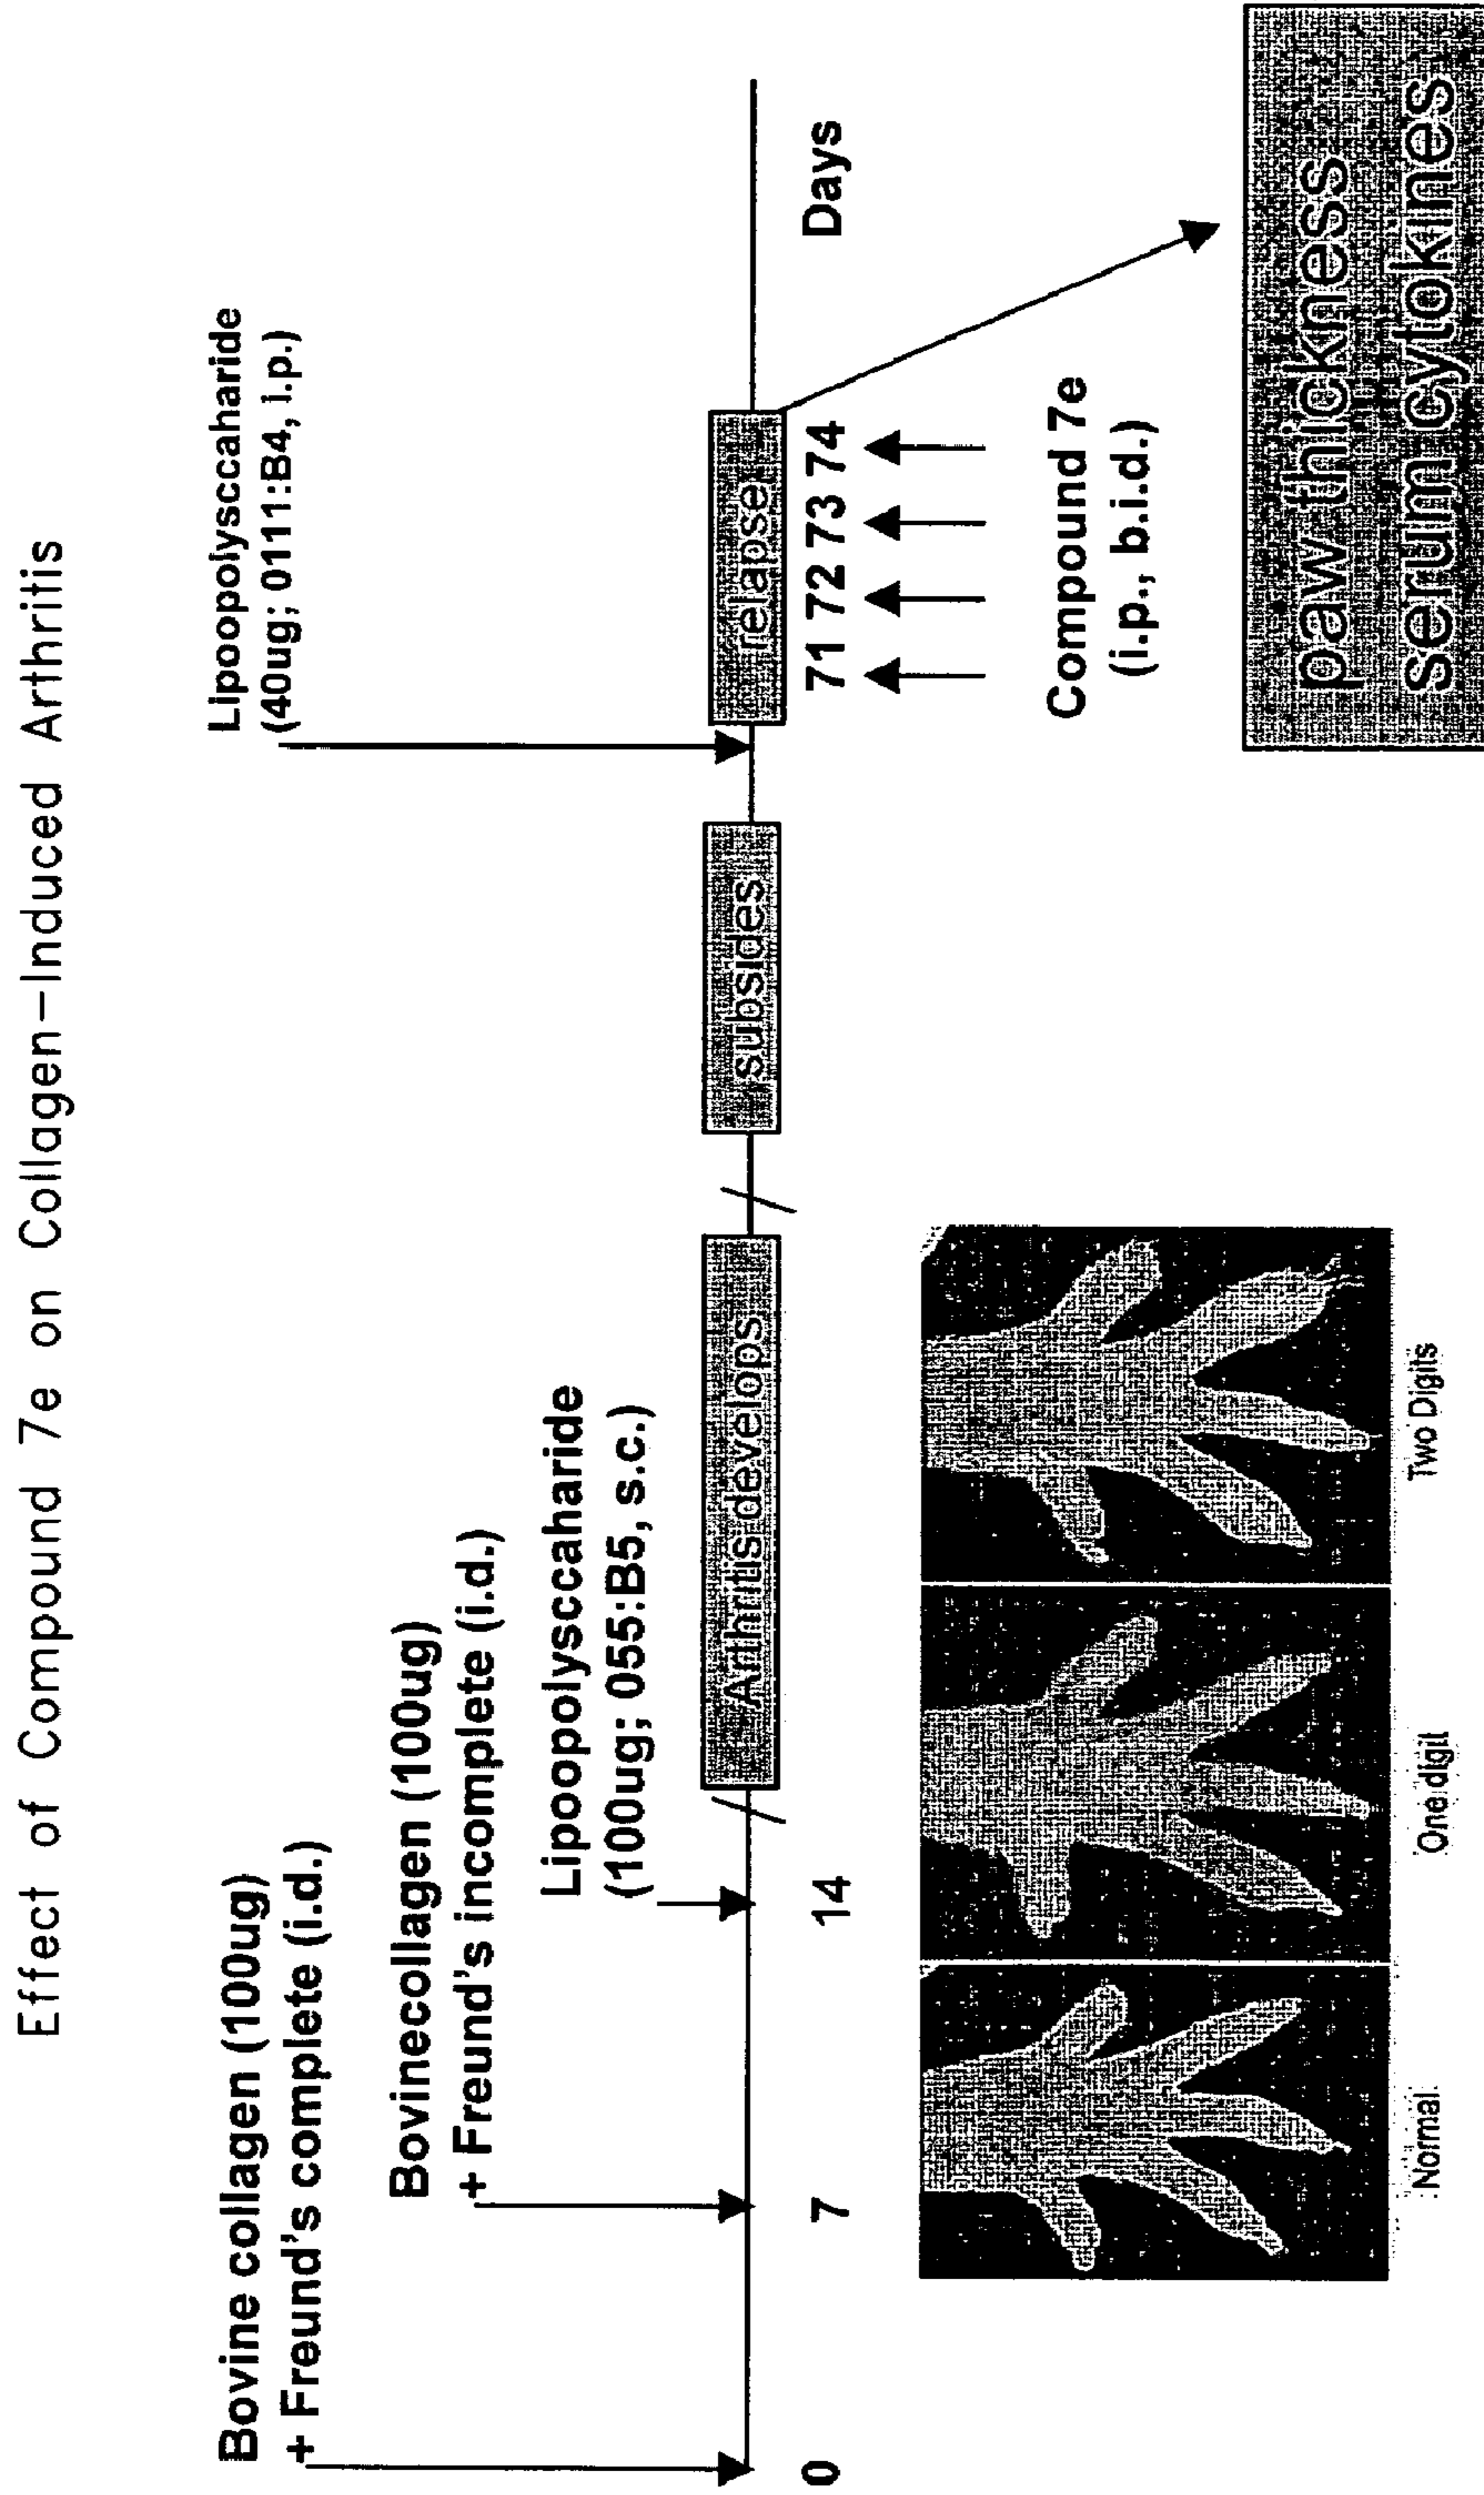 Effect of Compound 7e on Collagen-Induced Arthritis
Bovine collagen (100ug)
+ Freund's complete (i.d.)
Bovinecollagen (100ug)
+ Freund's incomplete (i.d.)
Lipoopolysccaharide
(100ug; 055:B5, s.c.)
Lipoopolysccaharide
(40ug; 0111:B4, i.p.)
Arthritis develops
subsides
relapse
0
7
14
71 72 73 74
Days
Compound 7e
(i.p., b.i.d.)
Normal
One digit
Two Digits
paw thickness
serum cytokines